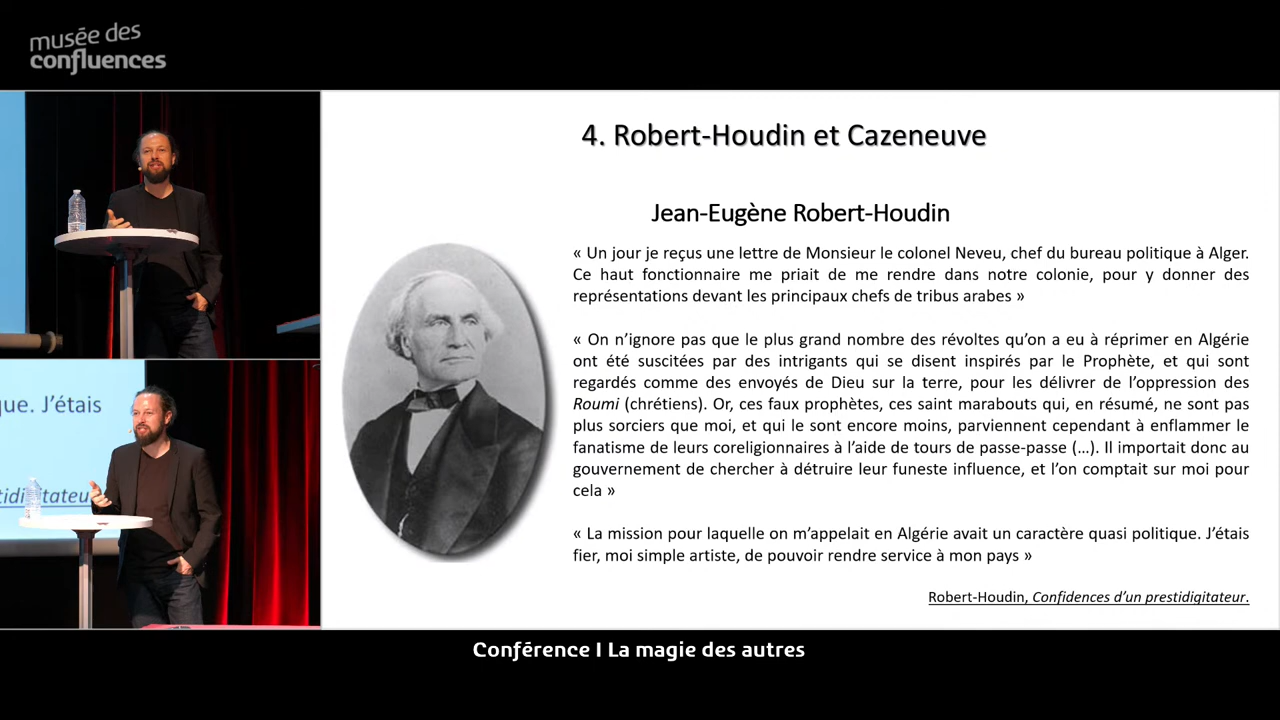 musée des
confluences
4. Robert-Houdin et Cazeneuve
Jean-Eugène Robert-Houdin
« Un jour je reçus une lettre de Monsieur le colonel Neveu, chef du bureau politique à Alger.
Ce haut fonctionnaire me priait de me rendre dans notre colonie, pour y donner des
représentations devant les principaux chefs de tribus arabes »
« On n’ignore pas que le plus grand nombre des révoltes qu’on a eu à réprimer en Algérie
ont été suscitées par des intrigants qui se disent inspirés par le Prophète, et qui sont
regardés comme des envoyés de Dieu sur la terre, pour les délivrer de l’oppression des
Roumi (chrétiens). Or, ces faux prophètes, ces saint marabouts qui, en résumé, ne sont pas
plus sorciers que moi, et qui le sont encore moins, parviennent cependant à enflammer le
fanatisme de leurs coreligionnaires à l’aide de tours de passe-passe (…). Il importait donc au
gouvernement de chercher à détruire leur funeste influence, et l’on comptait sur moi pour
cela »
« La mission pour laquelle on m’appelait en Algérie avait un caractère quasi politique. J’étais
fier, moi simple artiste, de pouvoir rendre service à mon pays »
Robert-Houdin, Confidences d’un prestidigitateur.
que. J’étais
Conférence I La magie des autres